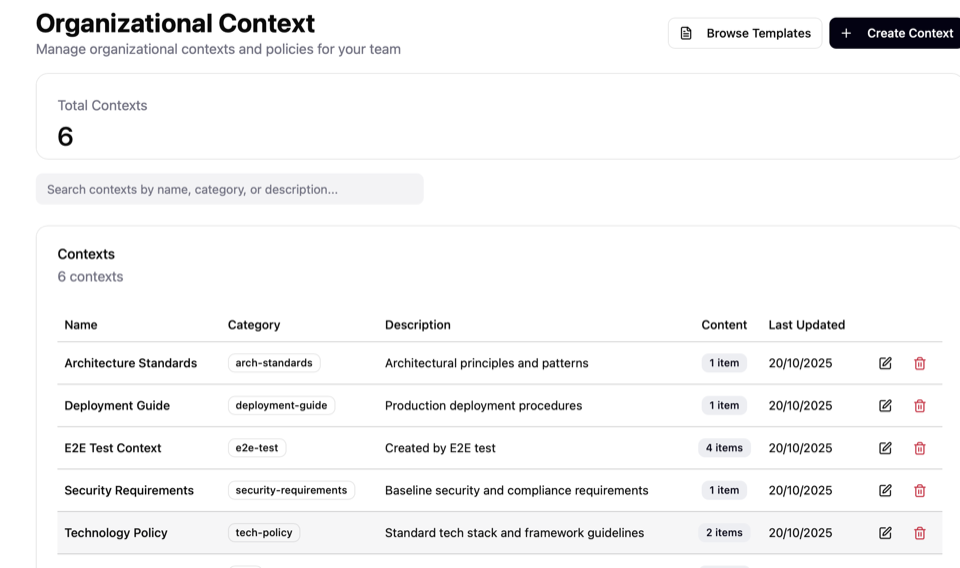 Organizational Context
Manage organizational contexts and policies for your team
Browse Templates
+ Create Context
Total Contexts
6
Search contexts by name, category, or description...
Contexts
6 contexts
Name Category Description Content Last Updated
Architecture Standards arch-standards Architectural principles and patterns 1 item 20/10/2025
Deployment Guide deployment-guide Production deployment procedures 1 item 20/10/2025
E2E Test Context e2e-test Created by E2E test 4 items 20/10/2025
Security Requirements security-requirements Baseline security and compliance requirements 1 item 20/10/2025
Technology Policy tech-policy Standard tech stack and framework guidelines 2 items 20/10/2025